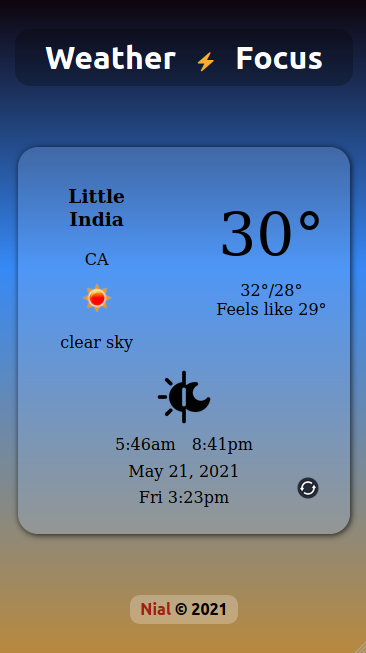 Weather ⚡ Focus
Little
India
CA
clear sky
30°
32°/28°
Feels like 29°
5:46am 8:41pm
May 21, 2021
Fri 3:23pm
Nial © 2021